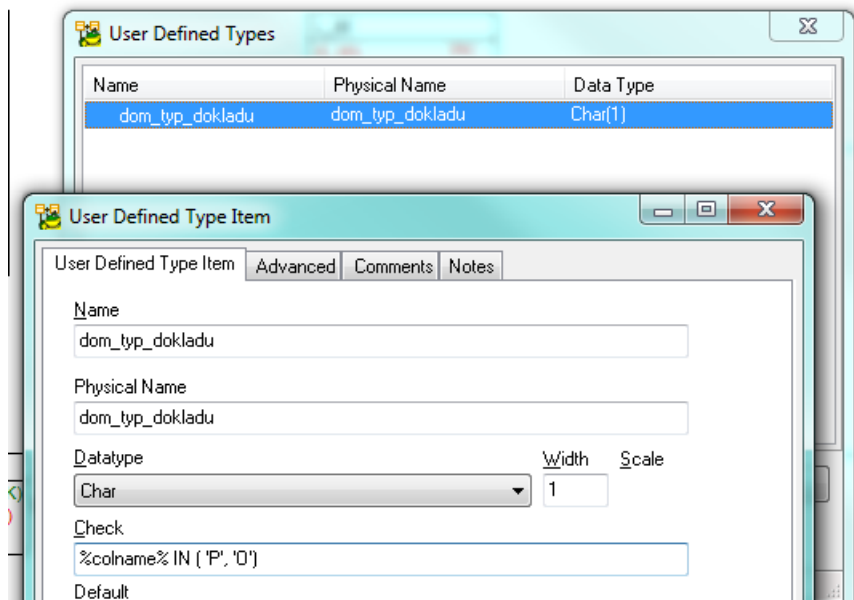 User Defined Types
Name Physical Name Data Type
dom_typ_dokladu dom_typ_dokladu Char(1)
User Defined Type Item
User Defined Type Item Advanced Comments Notes
Name
dom_typ_dokladu
Physical Name
dom_typ_dokladu
Datatype Width Scale
Char 1
Check
%colname% IN ( 'P', 'O')
Default